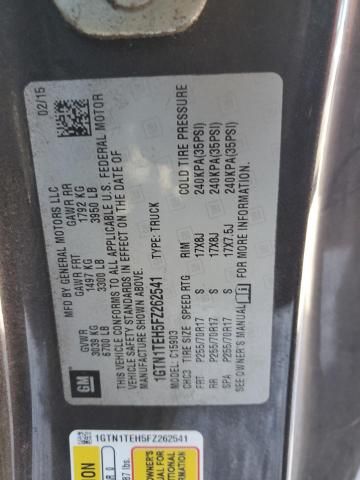 02/15
MFD BY GENERAL MOTORS LLC
GVWR GAWR FRT GAWR RR
3039 KG 1497 KG 1792 KG
6700 LB 3300 LB 3950 LB
THIS VEHICLE CONFORMS TO ALL APPLICABLE U.S. FEDERAL MOTOR
VEHICLE SAFETY STANDARDS IN EFFECT ON THE DATE OF
MANUFACTURE SHOWN ABOVE.
1GTN1TEH5FZ262541 TYPE: TRUCK
GM
MODEL: C15903
CHC3 TIRE SIZE SPEED RTG RIM COLD TIRE PRESSURE
FRT P255/70R17 S 17X8J 240KPA(35PSI)
RR P255/70R17 S 17X8J 240KPA(35PSI)
SPA P255/70R17 S 17X7.5J 240KPA(35PSI)
SEE OWNER'S MANUAL FOR MORE INFORMATION.
1GTN1TEH5FZ262541
OWNER'S